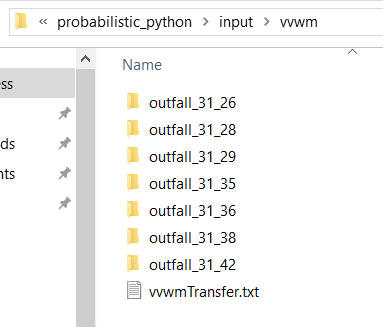 « probabilistic_python > input > vvwm
Name
ss
outfall_31_26
outfall_31_28
ds
outfall_31_29
nts
outfall_31_35
outfall_31_36
outfall_31_38
outfall_31_42
vvwmTransfer.txt